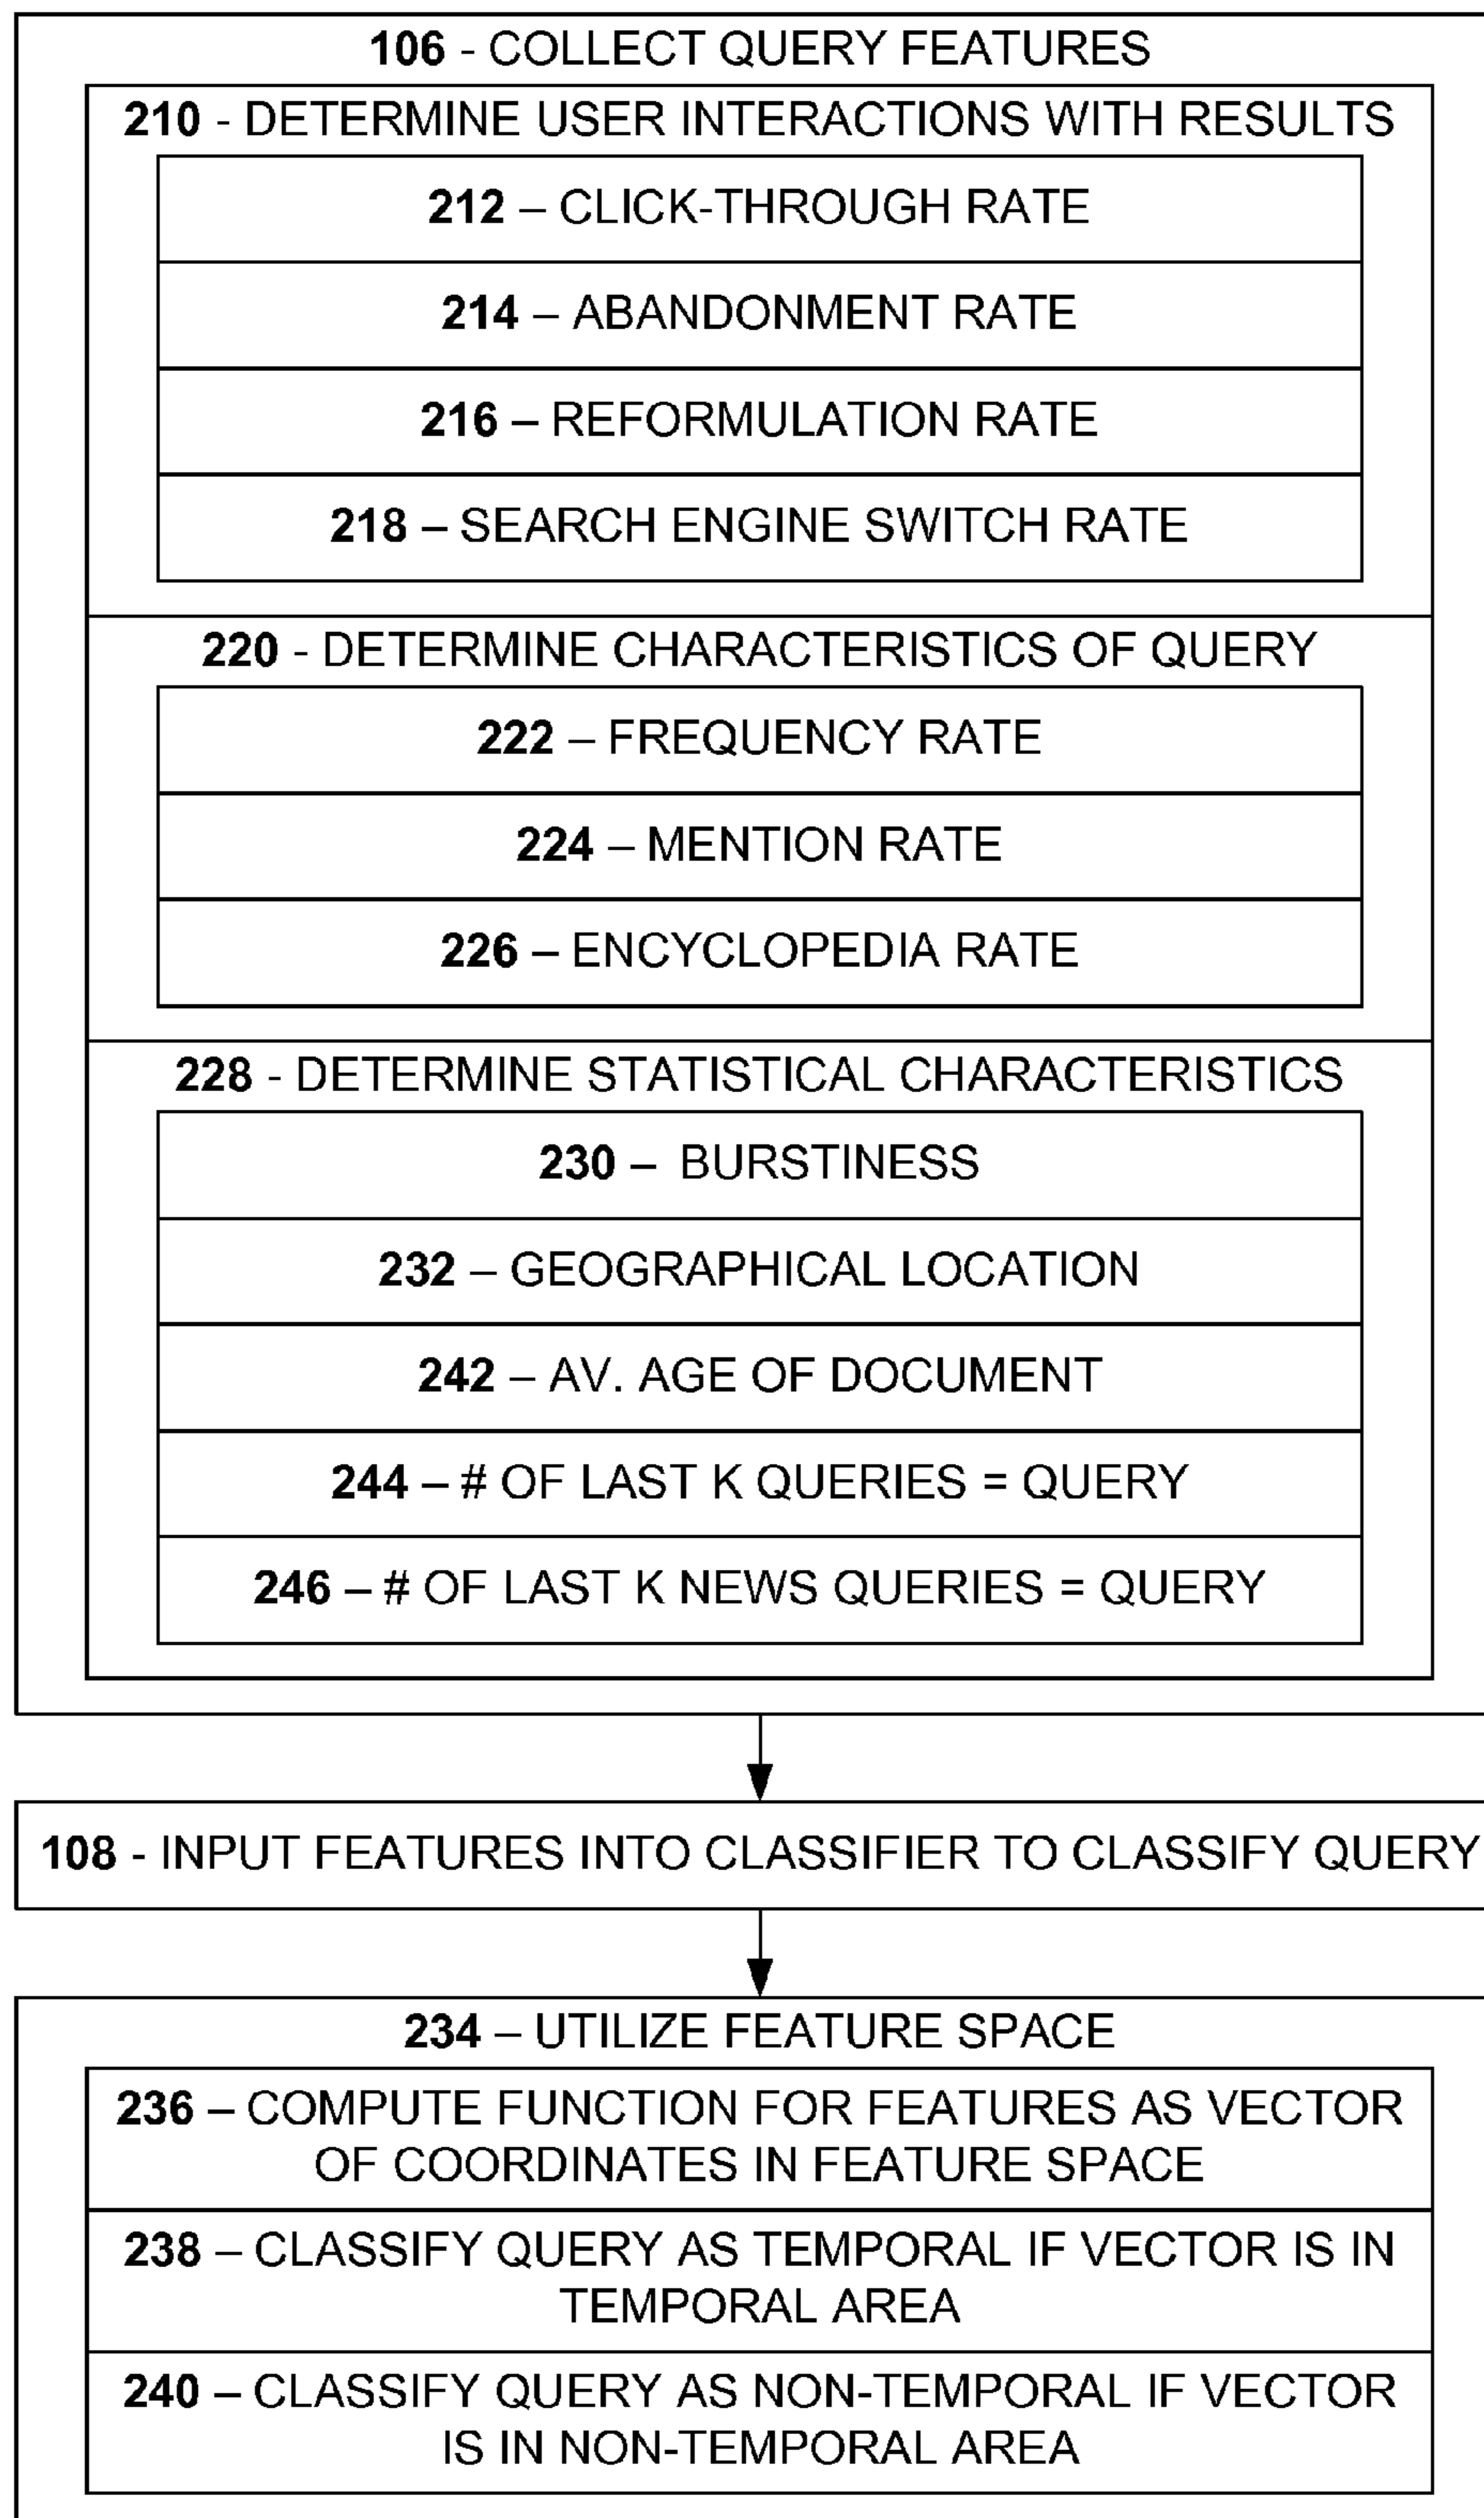 106 - COLLECT QUERY FEATURES
210 - DETERMINE USER INTERACTIONS WITH RESULTS
212 – CLICK-THROUGH RATE
214 – ABANDONMENT RATE
216 – REFORMULATION RATE
218 – SEARCH ENGINE SWITCH RATE
220 - DETERMINE CHARACTERISTICS OF QUERY
222 – FREQUENCY RATE
224 – MENTION RATE
226 – ENCYCLOPEDIA RATE
228 - DETERMINE STATISTICAL CHARACTERISTICS
230 – BURSTINESS
232 – GEOGRAPHICAL LOCATION
242 – AV. AGE OF DOCUMENT
244 – # OF LAST K QUERIES = QUERY
246 – # OF LAST K NEWS QUERIES = QUERY
108 - INPUT FEATURES INTO CLASSIFIER TO CLASSIFY QUERY
234 – UTILIZE FEATURE SPACE
236 – COMPUTE FUNCTION FOR FEATURES AS VECTOR
OF COORDINATES IN FEATURE SPACE
238 – CLASSIFY QUERY AS TEMPORAL IF VECTOR IS IN
TEMPORAL AREA
240 – CLASSIFY QUERY AS NON-TEMPORAL IF VECTOR
IS IN NON-TEMPORAL AREA